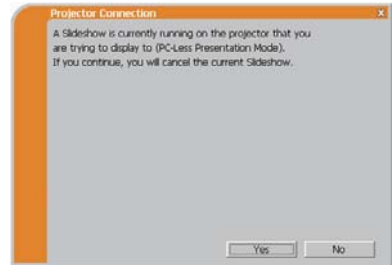 Projector Connection
x
A Slideshow is currently running on the projector that you
are trying to display to (PC-Less Presentation Mode).
If you continue, you will cancel the current Slideshow.
Yes
No